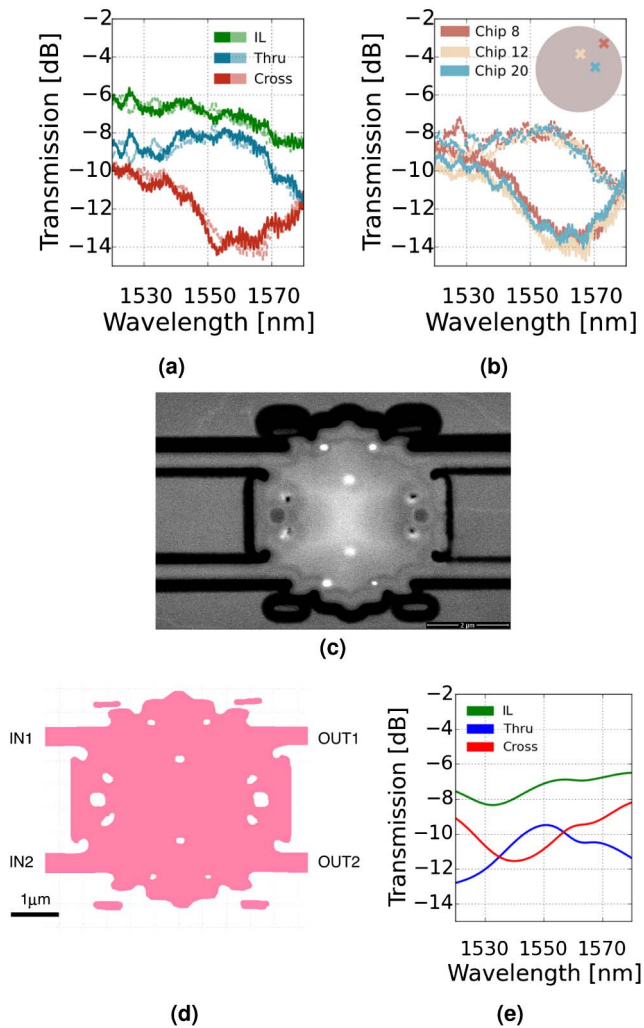 −2
−4
−6
−8
−10
−12
−14
Transmission [dB]
IL
Thru
Cross
1530 1550 1570
Wavelength [nm]
(a)
−2
−4
−6
−8
−10
−12
−14
Transmission [dB]
Chip 8
Chip 12
Chip 20
1530 1550 1570
Wavelength [nm]
(b)
2 μm
(c)
IN1
OUT1
IN2
OUT2
1μm
(d)
−2
−4
−6
−8
−10
−12
−14
Transmission [dB]
IL
Thru
Cross
1530 1550 1570
Wavelength [nm]
(e)